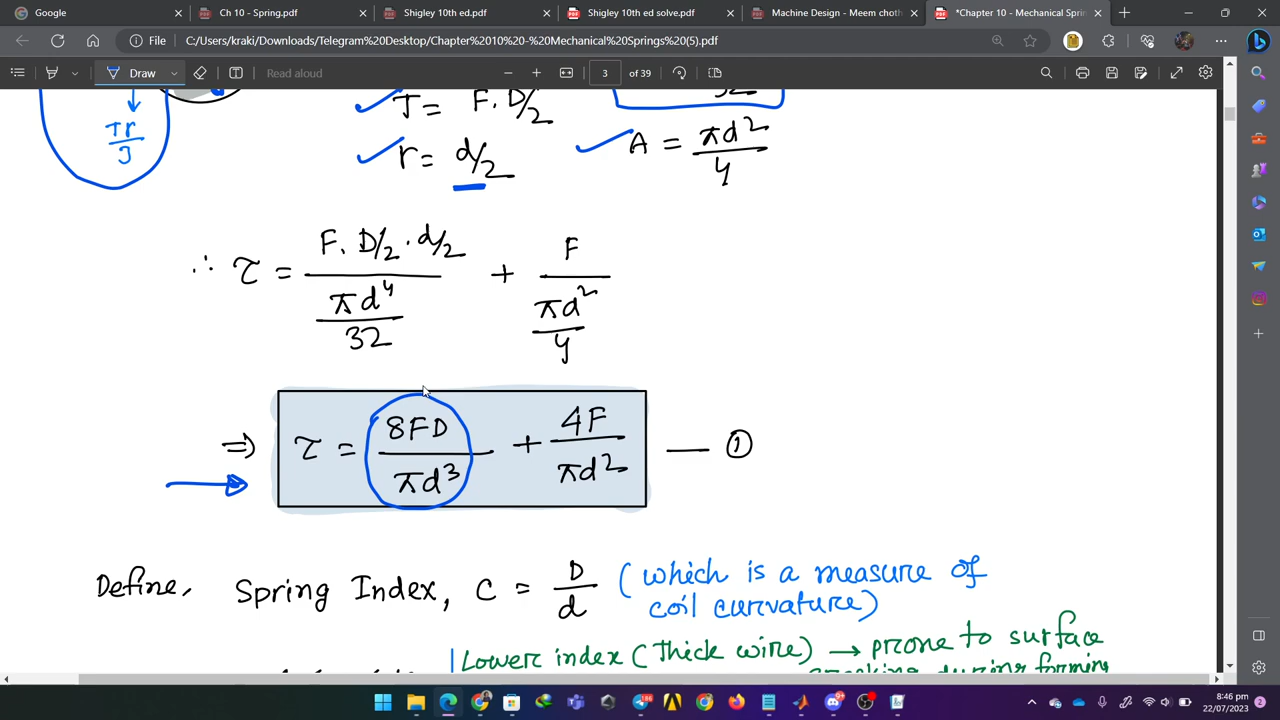 Google
Ch 10 - Spring.pdf
Shigley 10th ed.pdf
Shigley 10th ed solve.pdf
Machine Design - Meem choth
*Chapter 10 - Mechanical Sprin
File
C:/Users/kraki/Downloads/Telegram%20Desktop/Chapter%2010%20-%20Mechanical%20Springs%20(5).pdf
Draw
Read aloud
3
of 39
T = F. D/2
Tr/J
r = d/2
A = πd²/4
∴ τ = (F. D/2 . d/2)/(πd⁴/32) + F/(πd²/4)
⇒ τ = 8FD/πd³ + 4F/πd² — ①
Define, Spring Index, C = D/d (which is a measure of
coil curvature)
Lower index (thick wire) → prone to surface
cracking during forming
8:46 pm
22/07/2023